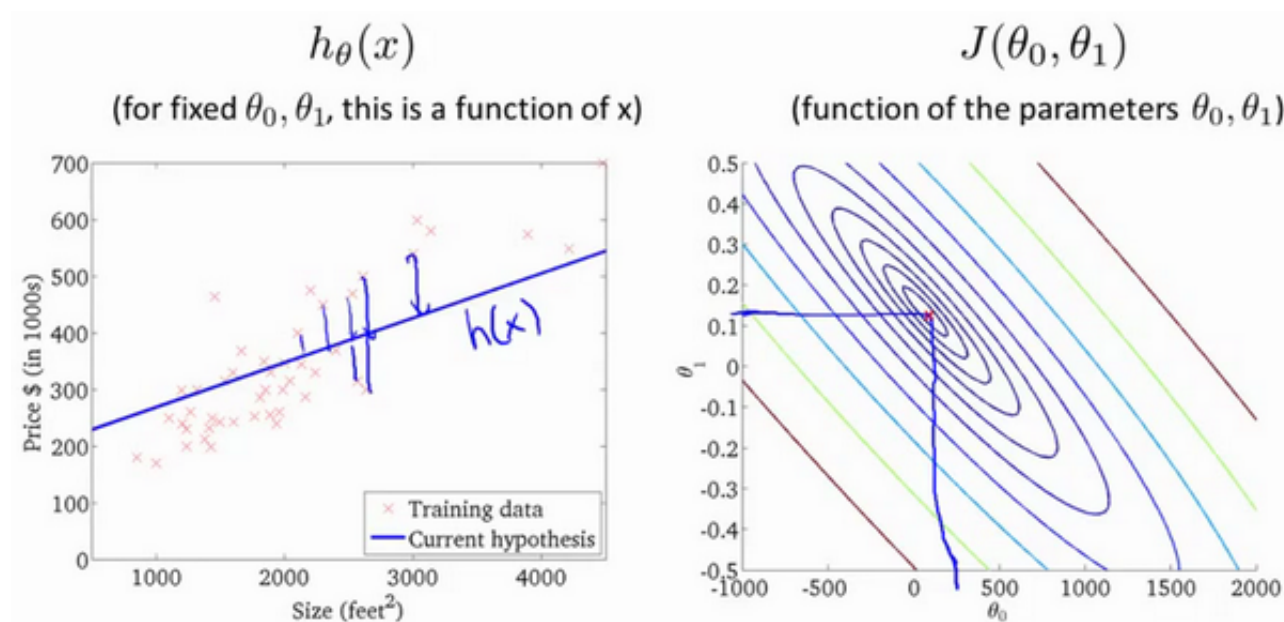 hθ(x)
(for fixed θ0, θ1, this is a function of x)
700
600
500
400
300
200
100
0
Price $ (in 1000s)
1000 2000 3000 4000
Size (feet²)
h(x)
Training data
Current hypothesis
J(θ0, θ1)
(function of the parameters θ0, θ1)
0.5
0.4
0.3
0.2
0.1
0
-0.1
-0.2
-0.3
-0.4
-0.5
θ1
-1000 -500 0 500 1000 1500 2000
θ0